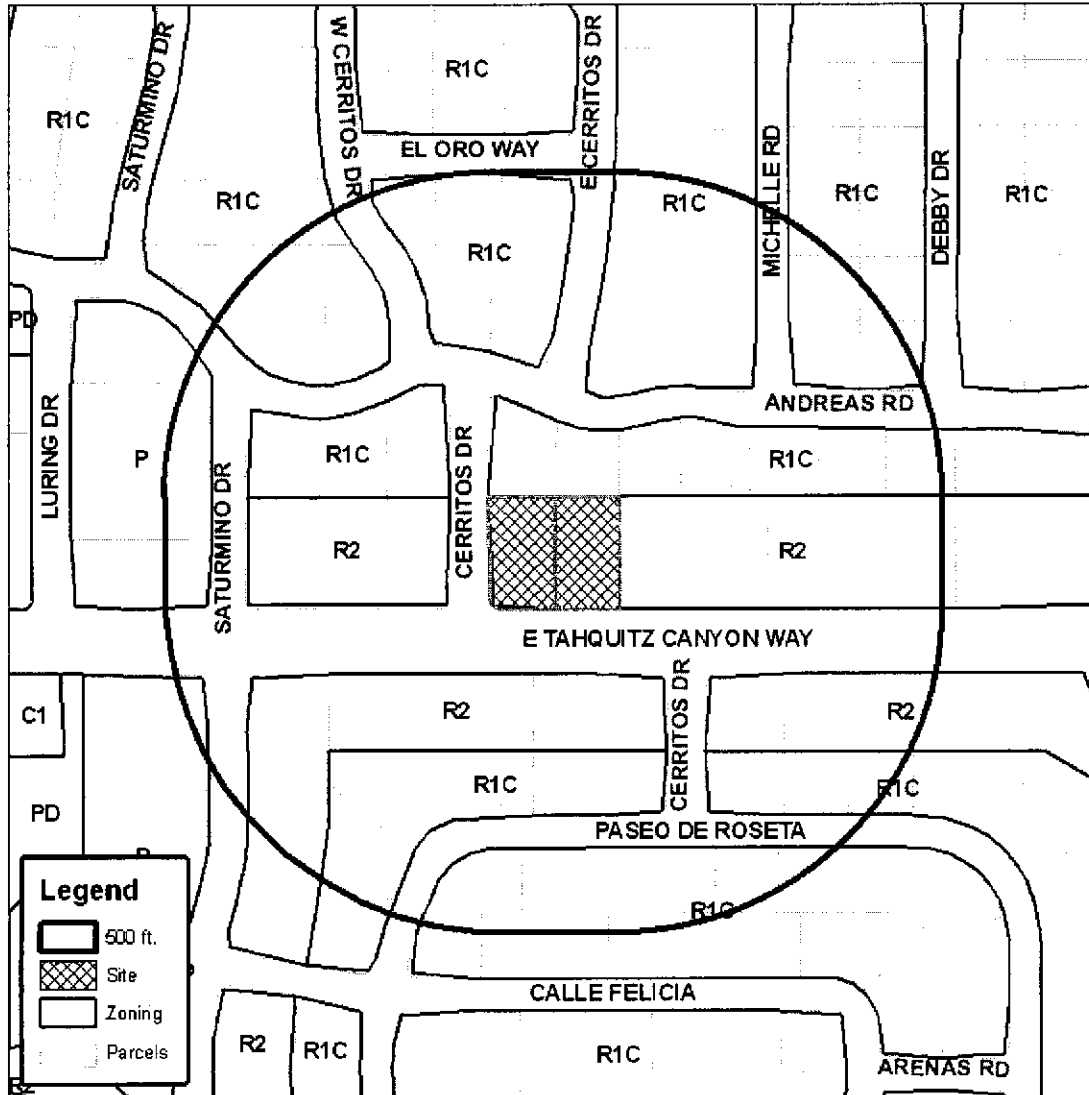 SATURMINO DR
W CERRITOS DR
R1C
E CERRITOS DR
R1C
EL ORO WAY
MICHELLE RD
DEBBY DR
R1C
R1C
R1C
R1C
R1C
PD
LURING DR
ANDREAS RD
P
R1C
CERRITOS DR
R1C
SATURMINO DR
R2
R2
E TAHQUITZ CANYON WAY
C1
R2
CERRITOS DR
R2
R1C
R1C
PD
PASEO DE ROSETA
R1C
CALLE FELICIA
R2
R1C
R1C
ARENAS RD
Legend
500 ft.
Site
Zoning
Parcels